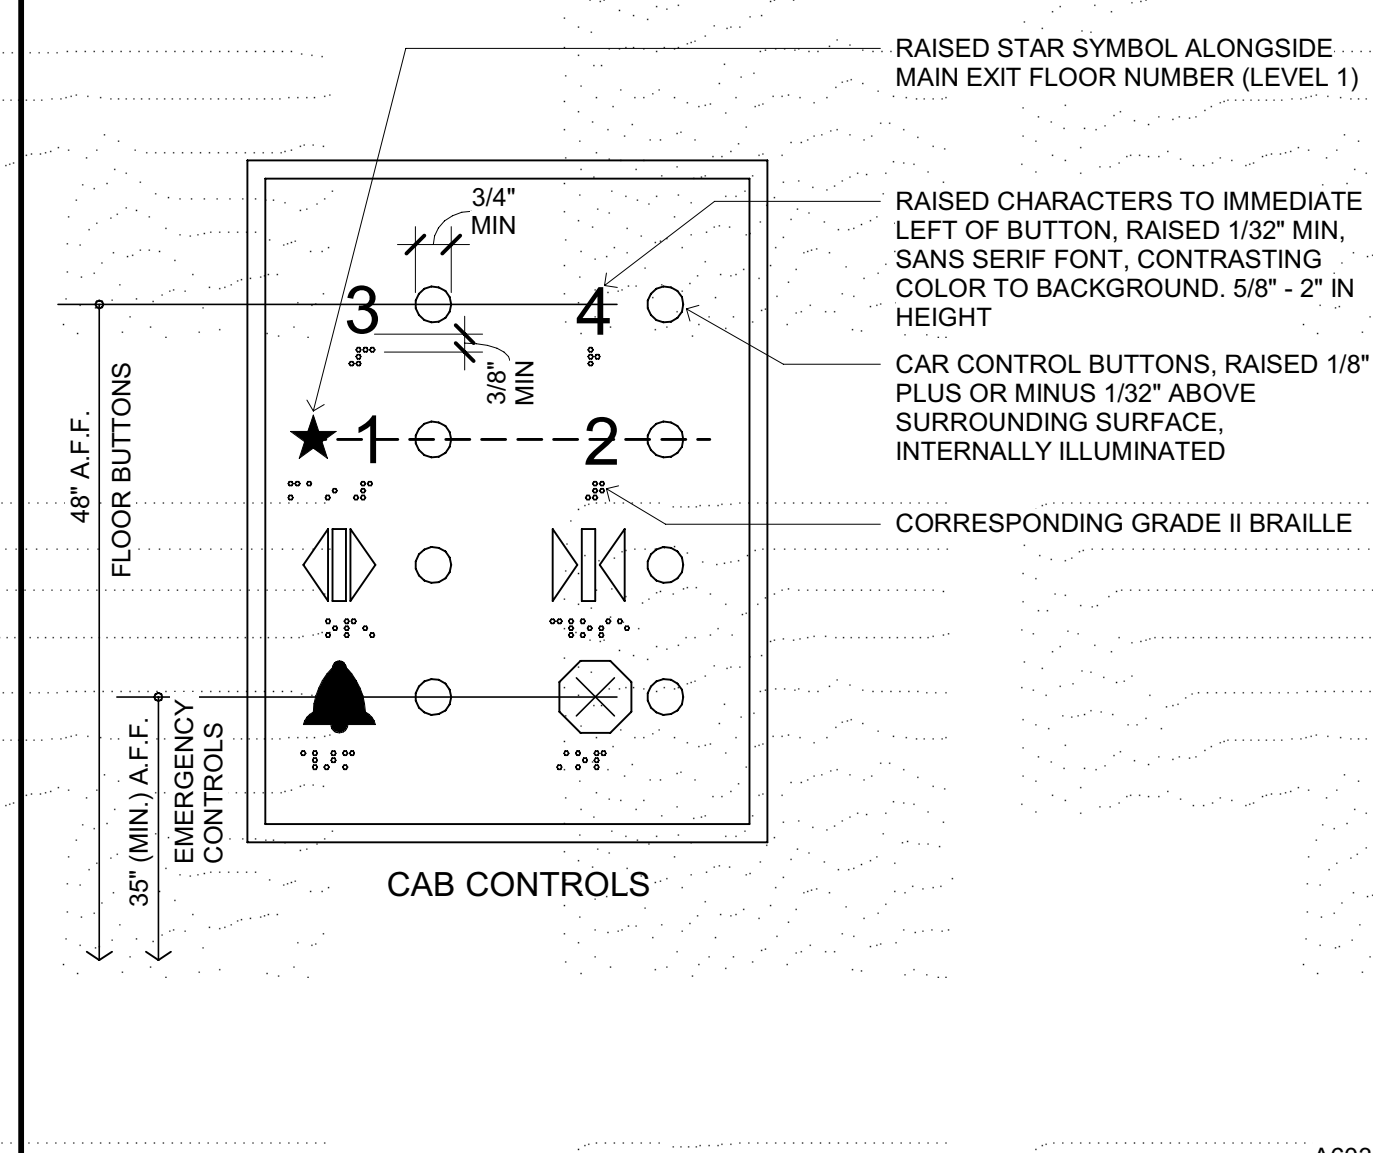 RAISED STAR SYMBOL ALONGSIDE
MAIN EXIT FLOOR NUMBER (LEVEL 1)
RAISED CHARACTERS TO IMMEDIATE
LEFT OF BUTTON, RAISED 1/32" MIN,
SANS SERIF FONT, CONTRASTING
COLOR TO BACKGROUND. 5/8" - 2" IN
HEIGHT
CAR CONTROL BUTTONS, RAISED 1/8"
PLUS OR MINUS 1/32" ABOVE
SURROUNDING SURFACE,
INTERNALLY ILLUMINATED
CORRESPONDING GRADE II BRAILLE
3/4"
MIN
3 4
3/8"
MIN
1 2
48" A.F.F.
FLOOR BUTTONS
35" (MIN.) A.F.F.
EMERGENCY
CONTROLS
CAB CONTROLS